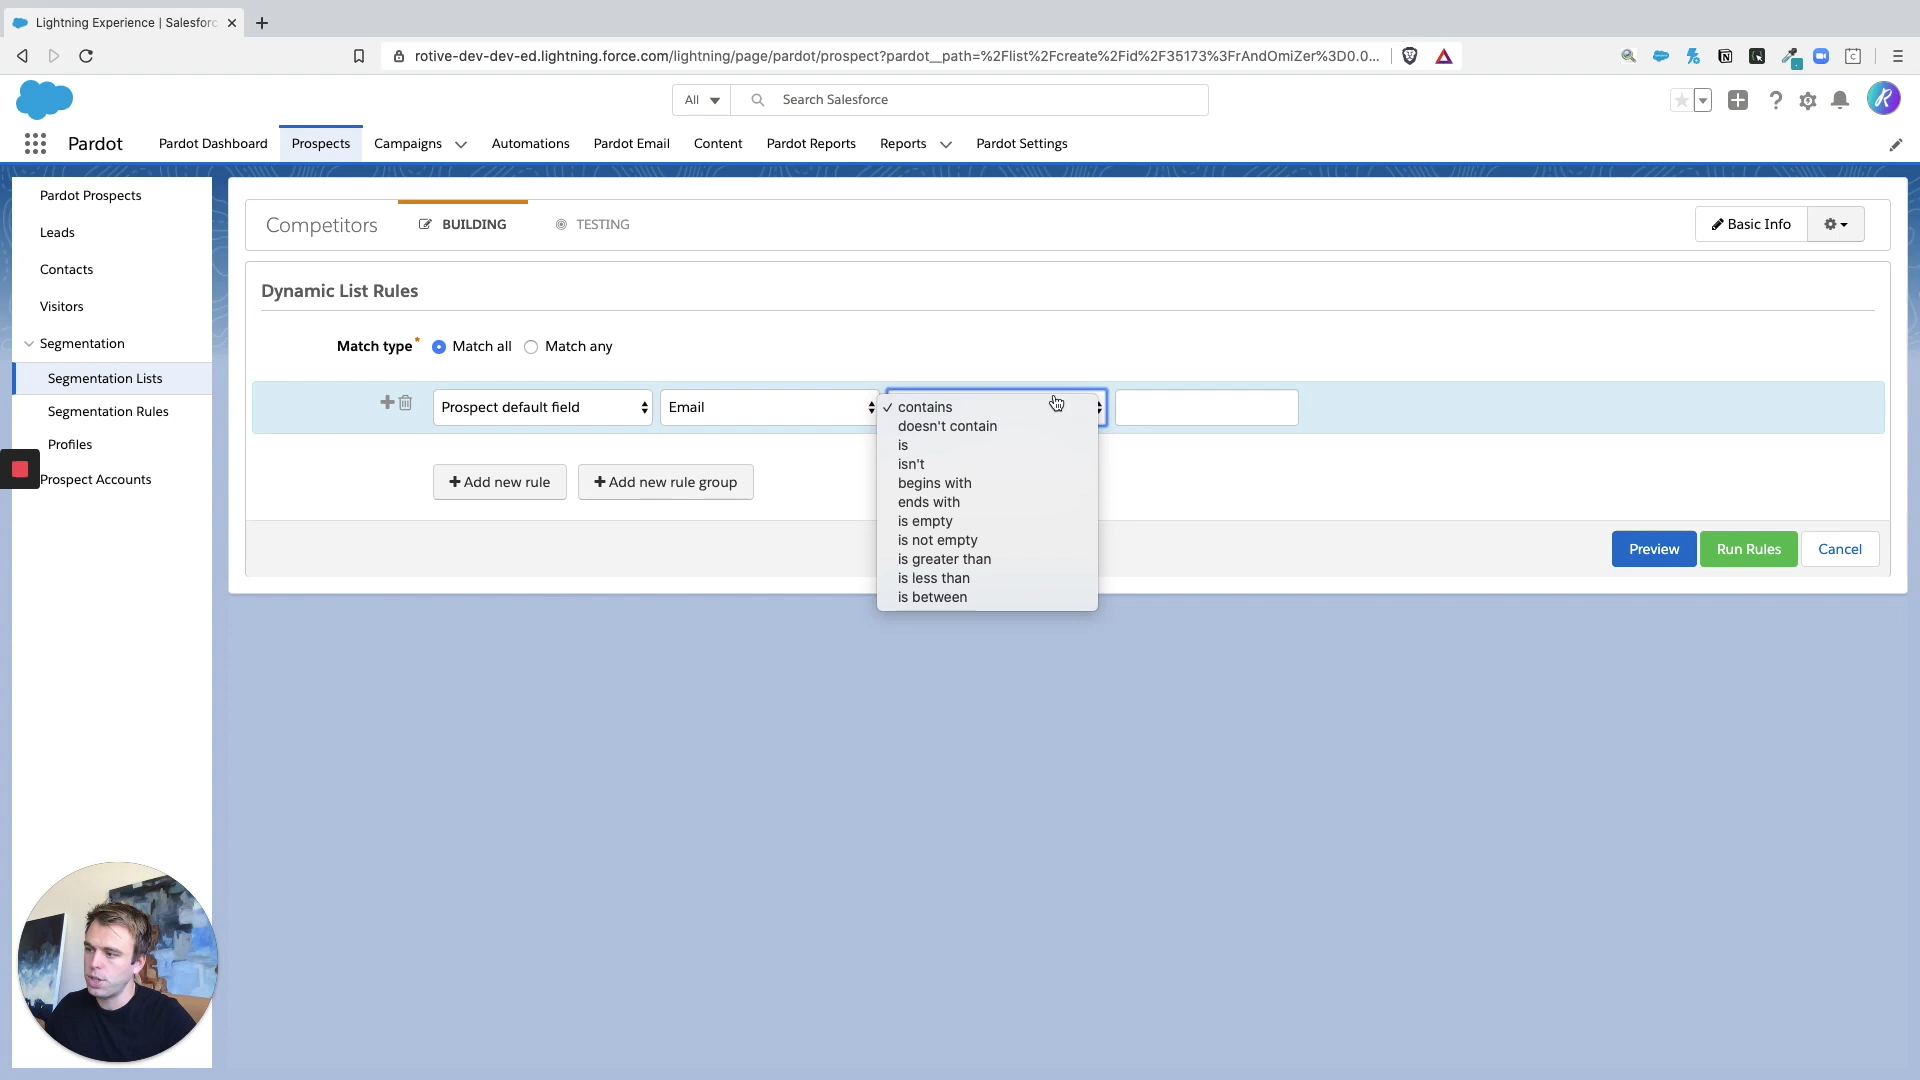 Lightning Experience | Salesforc
rotive-dev-dev-ed.lightning.force.com/lightning/page/pardot/prospect?pardot__path=%2Flist%2Fcreate%2Fid%2F35173%3FrAndOmiZer%3D0.0...
All
Search Salesforce
Pardot
Pardot Dashboard
Prospects
Campaigns
Automations
Pardot Email
Content
Pardot Reports
Reports
Pardot Settings
Pardot Prospects
Leads
Contacts
Visitors
Segmentation
Segmentation Lists
Segmentation Rules
Profiles
Prospect Accounts
Competitors
BUILDING
TESTING
Basic Info
Dynamic List Rules
Match type*
Match all
Match any
Prospect default field
Email
✓ contains
doesn't contain
is
isn't
begins with
ends with
is empty
is not empty
is greater than
is less than
is between
+ Add new rule
+ Add new rule group
Preview
Run Rules
Cancel